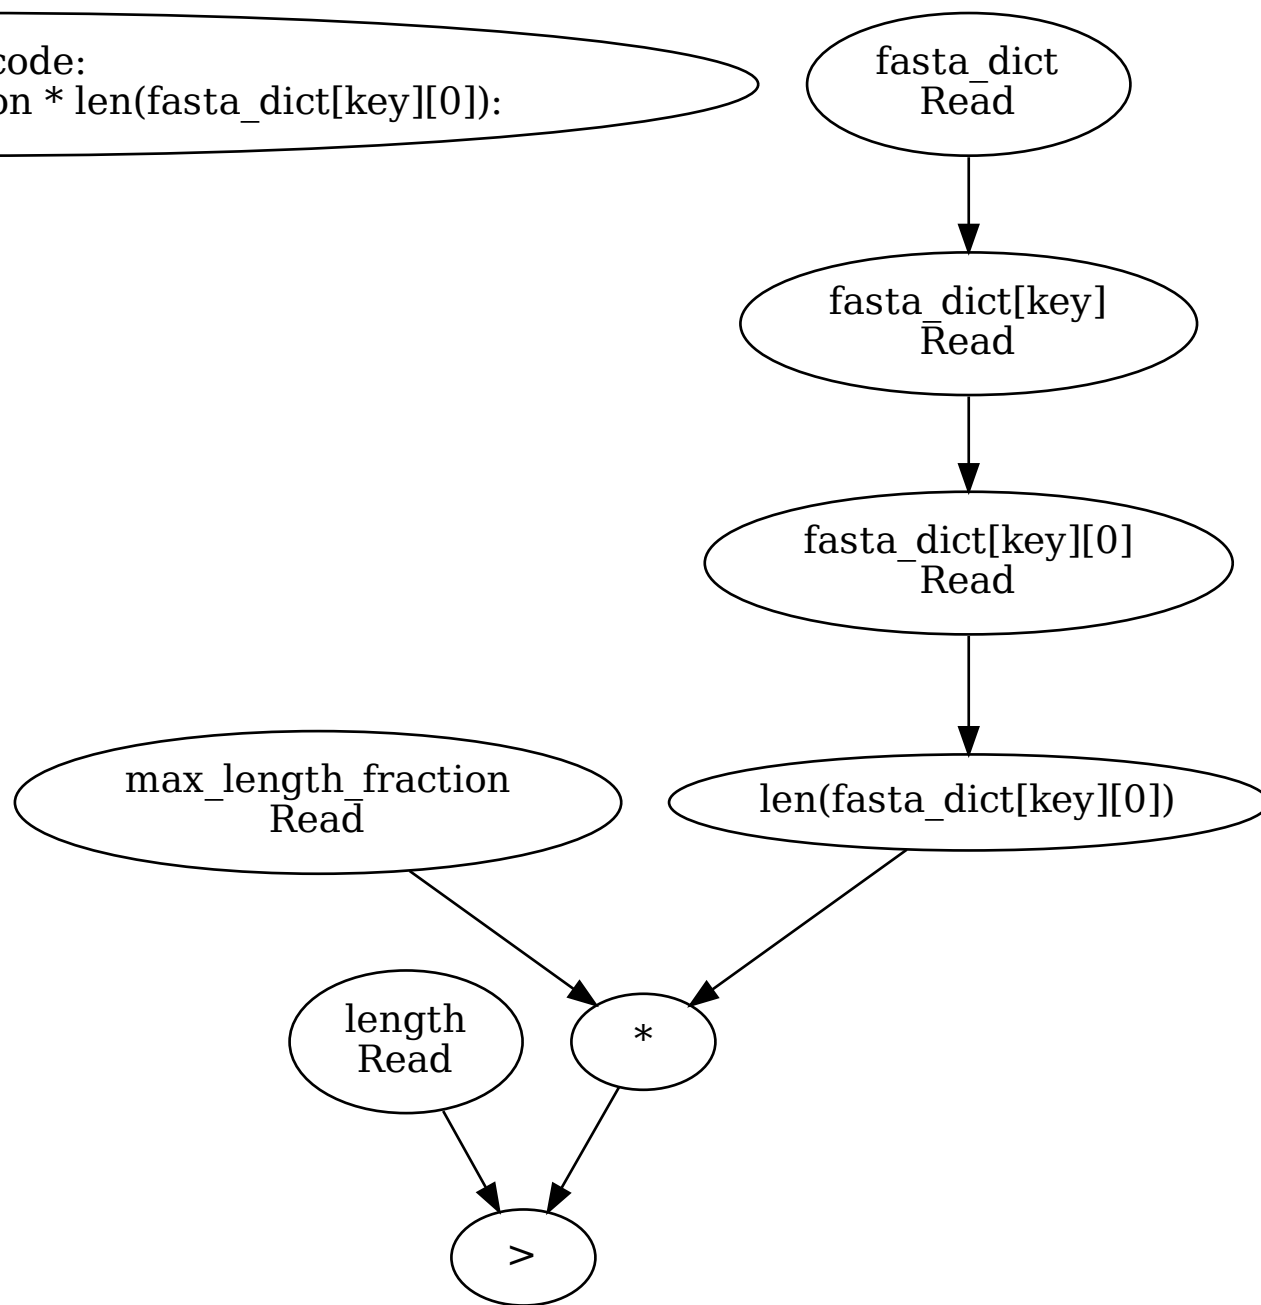 code:
on * len(fasta_dict[key][0]):
fasta_dict
Read
fasta_dict[key]
Read
fasta_dict[key][0]
Read
max_length_fraction
Read
len(fasta_dict[key][0])
length
Read
*
>